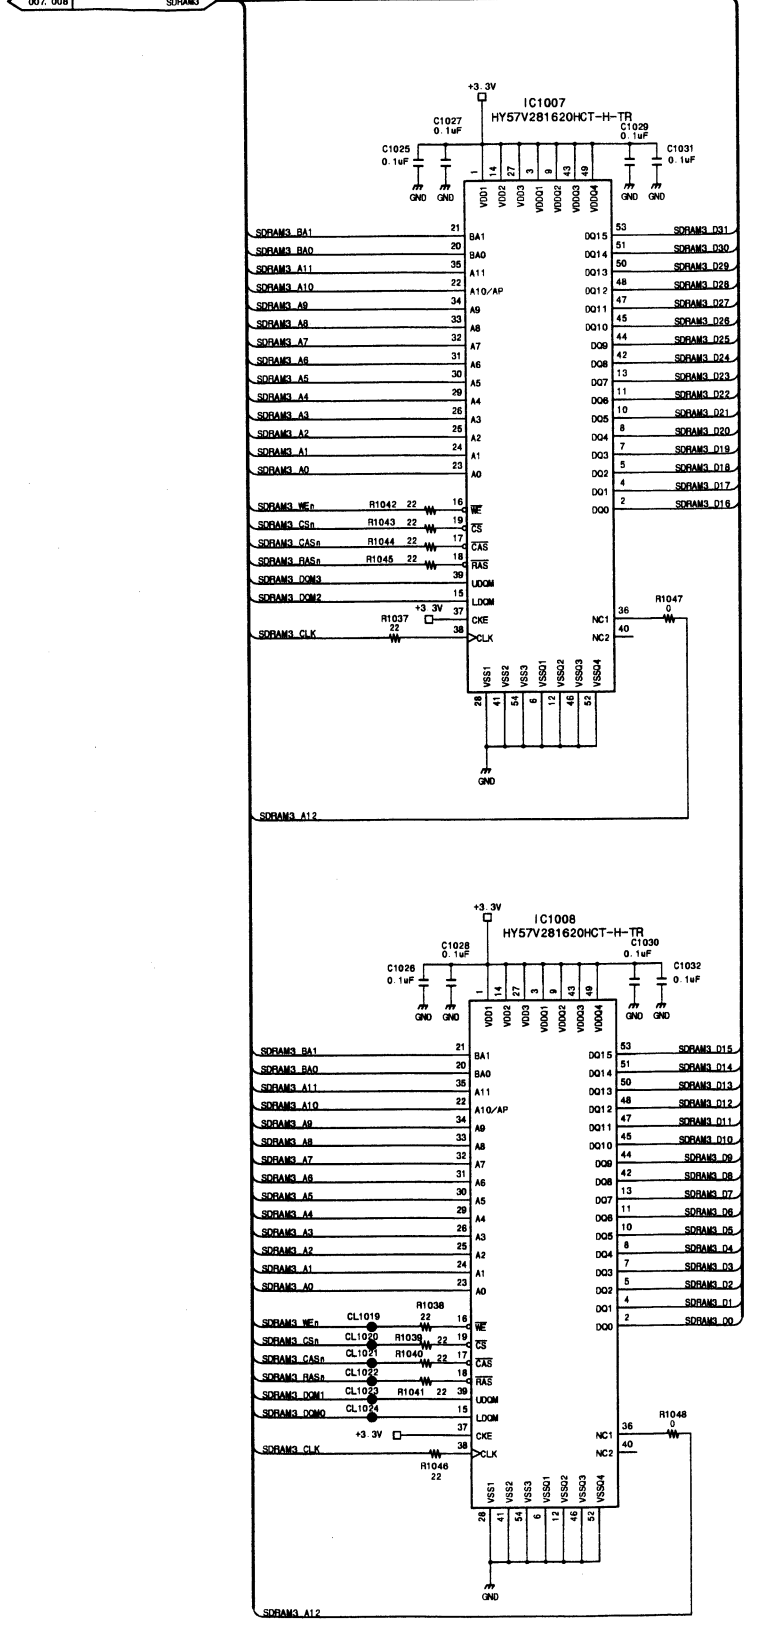 007. 008 SDRAM3
+3.3V
IC1007
HY57V281620HCT-H-TR
C1027
0.1uF
C1029
0.1uF
C1025
0.1uF
C1031
0.1uF
GND GND GND GND
1 14 27 3 9 43 49
VDD1 VDD2 VDD3 VDDQ1 VDDQ2 VDDQ3 VDDQ4
SDRAM3_BA1 21 BA1 DQ15 53 SDRAM3_D31
SDRAM3_BA0 20 BA0 DQ14 51 SDRAM3_D30
SDRAM3_A11 35 A11 DQ13 50 SDRAM3_D29
SDRAM3_A10 22 A10/AP DQ12 48 SDRAM3_D28
SDRAM3_A9 34 A9 DQ11 47 SDRAM3_D27
SDRAM3_A8 33 A8 DQ10 45 SDRAM3_D26
SDRAM3_A7 32 A7 DQ9 44 SDRAM3_D25
SDRAM3_A6 31 A6 DQ8 42 SDRAM3_D24
SDRAM3_A5 30 A5 DQ7 13 SDRAM3_D23
SDRAM3_A4 29 A4 DQ6 11 SDRAM3_D22
SDRAM3_A3 26 A3 DQ5 10 SDRAM3_D21
SDRAM3_A2 25 A2 DQ4 8 SDRAM3_D20
SDRAM3_A1 24 A1 DQ3 7 SDRAM3_D19
SDRAM3_A0 23 A0 DQ2 5 SDRAM3_D18
DQ1 4 SDRAM3_D17
SDRAM3_WEn R1042 22 16 WE DQ0 2 SDRAM3_D16
SDRAM3_CSn R1043 22 19 CS
SDRAM3_CASn R1044 22 17 CAS
SDRAM3_RASn R1045 22 18 RAS
SDRAM3_DQM3 39 UDQM
SDRAM3_DQM2 15 LDQM
+3.3V 37 CKE NC1 36 R1047 0
SDRAM3_CLK R1037 22 38 CLK NC2 40
VSS1 VSS2 VSS3 VSSQ1 VSSQ2 VSSQ3 VSSQ4
28 41 54 6 12 46 52
GND
SDRAM3_A12
+3.3V
IC1008
HY57V281620HCT-H-TR
C1028
0.1uF
C1030
0.1uF
C1026
0.1uF
C1032
0.1uF
GND GND GND GND
1 14 27 3 9 43 49
VDD1 VDD2 VDD3 VDDQ1 VDDQ2 VDDQ3 VDDQ4
SDRAM3_BA1 21 BA1 DQ15 53 SDRAM3_D15
SDRAM3_BA0 20 BA0 DQ14 51 SDRAM3_D14
SDRAM3_A11 35 A11 DQ13 50 SDRAM3_D13
SDRAM3_A10 22 A10/AP DQ12 48 SDRAM3_D12
SDRAM3_A9 34 A9 DQ11 47 SDRAM3_D11
SDRAM3_A8 33 A8 DQ10 45 SDRAM3_D10
SDRAM3_A7 32 A7 DQ9 44 SDRAM3_D9
SDRAM3_A6 31 A6 DQ8 42 SDRAM3_D8
SDRAM3_A5 30 A5 DQ7 13 SDRAM3_D7
SDRAM3_A4 29 A4 DQ6 11 SDRAM3_D6
SDRAM3_A3 26 A3 DQ5 10 SDRAM3_D5
SDRAM3_A2 25 A2 DQ4 8 SDRAM3_D4
SDRAM3_A1 24 A1 DQ3 7 SDRAM3_D3
SDRAM3_A0 23 A0 DQ2 5 SDRAM3_D2
DQ1 4 SDRAM3_D1
SDRAM3_WEn CL1019 R1038 22 16 WE DQ0 2 SDRAM3_D0
SDRAM3_CSn CL1020 R1039 22 19 CS
SDRAM3_CASn CL1021 R1040 22 17 CAS
SDRAM3_RASn CL1022 R1041 22 18 RAS
SDRAM3_DQM1 CL1023 39 UDQM
SDRAM3_DQM0 CL1024 15 LDQM
+3.3V 37 CKE NC1 36 R1048 0
SDRAM3_CLK R1046 22 38 CLK NC2 40
VSS1 VSS2 VSS3 VSSQ1 VSSQ2 VSSQ3 VSSQ4
28 41 54 6 12 46 52
GND
SDRAM3_A12